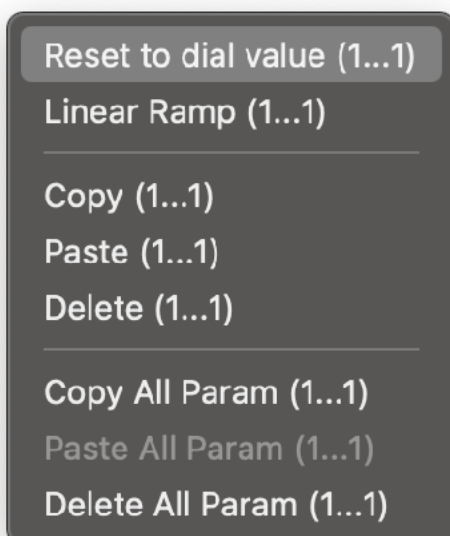 Reset to dial value (1...1)
Linear Ramp (1...1)
Copy (1...1)
Paste (1...1)
Delete (1...1)
Copy All Param (1...1)
Paste All Param (1...1)
Delete All Param (1...1)